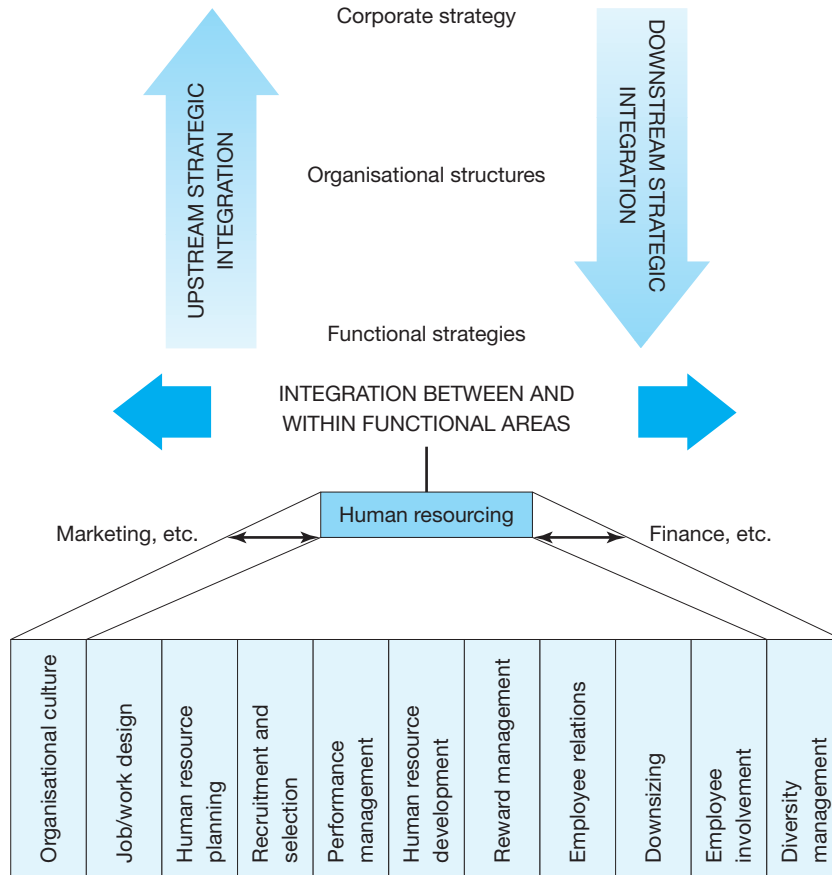 Corporate strategy
UPSTREAM STRATEGIC
INTEGRATION
DOWNSTREAM STRATEGIC
INTEGRATION
Organisational structures
Functional strategies
INTEGRATION BETWEEN AND
WITHIN FUNCTIONAL AREAS
Human resourcing
Marketing, etc.
Finance, etc.
Organisational culture
Job/work design
Human resource
planning
Recruitment and
selection
Performance
management
Human resource
development
Reward management
Employee relations
Downsizing
Employee
involvement
Diversity
management